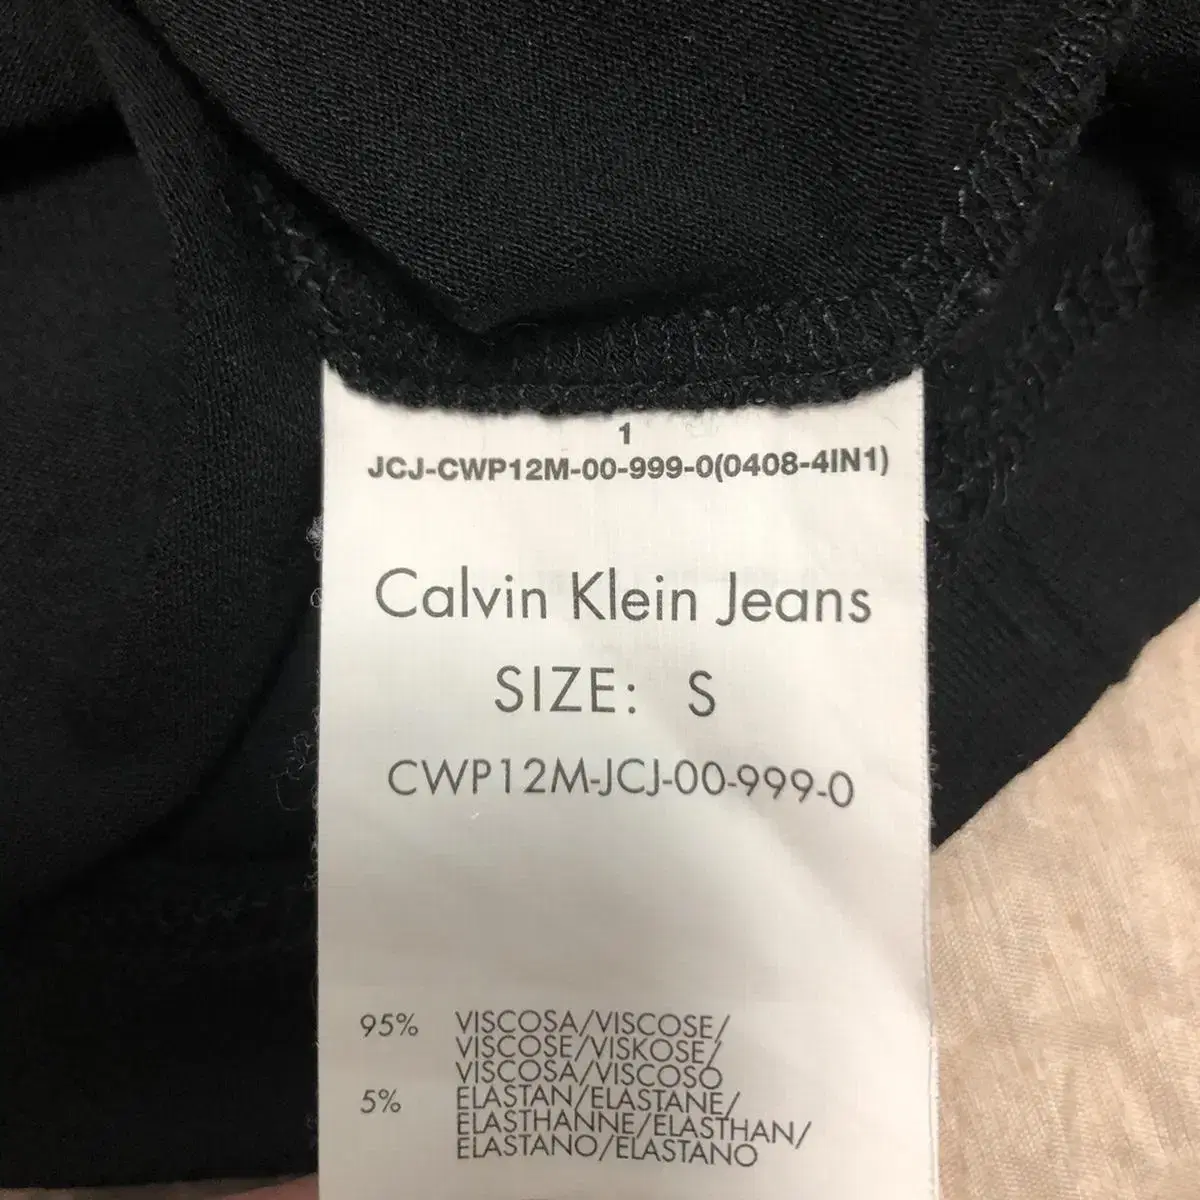 1
JCJ-CWP12M-00-999-0(0408-4IN1)
Calvin Klein Jeans
SIZE: S
CWP12M-JCJ-00-999-0
95% VISCOSA/VISCOSE/
VISCOSE/VISKOSE/
VISCOSA/VISCOSO
5% ELASTAN/ELASTANE/
ELASTHANNE/ELASTHAN/
ELASTANO/ELASTANO